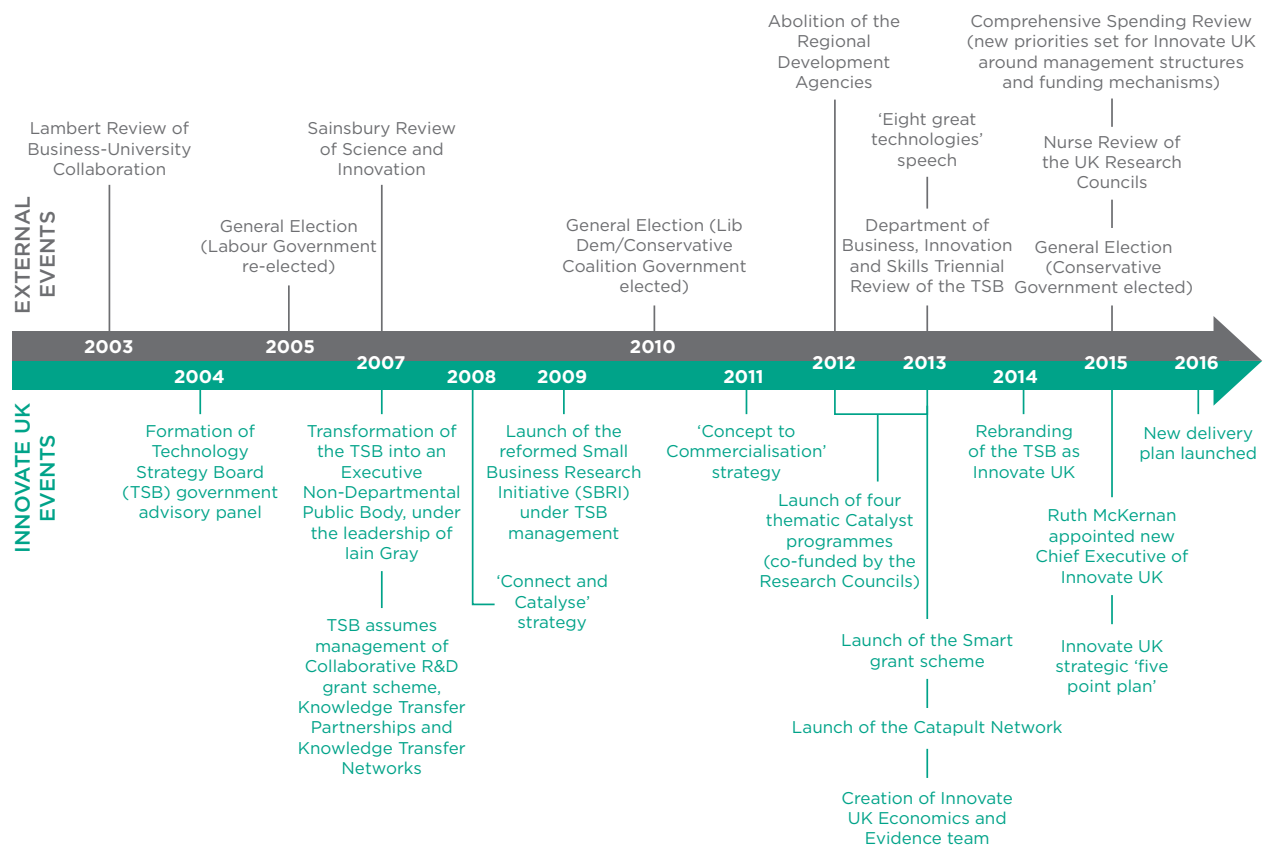 Abolition of the
Regional
Development
Agencies
Comprehensive Spending Review
(new priorities set for Innovate UK
around management structures
and funding mechanisms)
Lambert Review of
Business-University
Collaboration
Sainsbury Review
of Science and
Innovation
‘Eight great
technologies’
speech
Nurse Review of
the UK Research
Councils
EXTERNAL
EVENTS
General Election
(Labour Government
re-elected)
General Election (Lib
Dem/Conservative
Coalition Government
elected)
Department of
Business, Innovation
and Skills Triennial
Review of the TSB
General Election
(Conservative
Government elected)
2003
2004
2005
2007
2008
2009
2010
2011
2012
2013
2014
2015
2016
INNOVATE UK
EVENTS
Formation of
Technology
Strategy Board
(TSB) government
advisory panel
Transformation of
the TSB into an
Executive
Non-Departmental
Public Body, under
the leadership of
Iain Gray
TSB assumes
management of
Collaborative R&D
grant scheme,
Knowledge Transfer
Partnerships and
Knowledge Transfer
Networks
Launch of the
reformed Small
Business Research
Initiative (SBRI)
under TSB
management
‘Connect and
Catalyse’
strategy
‘Concept to
Commercialisation’
strategy
Launch of four
thematic Catalyst
programmes
(co-funded by the
Research Councils)
Launch of the Smart
grant scheme
Launch of the Catapult Network
Creation of Innovate
UK Economics and
Evidence team
Rebranding
of the TSB as
Innovate UK
Ruth McKernan
appointed new
Chief Executive of
Innovate UK
Innovate UK
strategic ‘five
point plan’
New delivery
plan launched